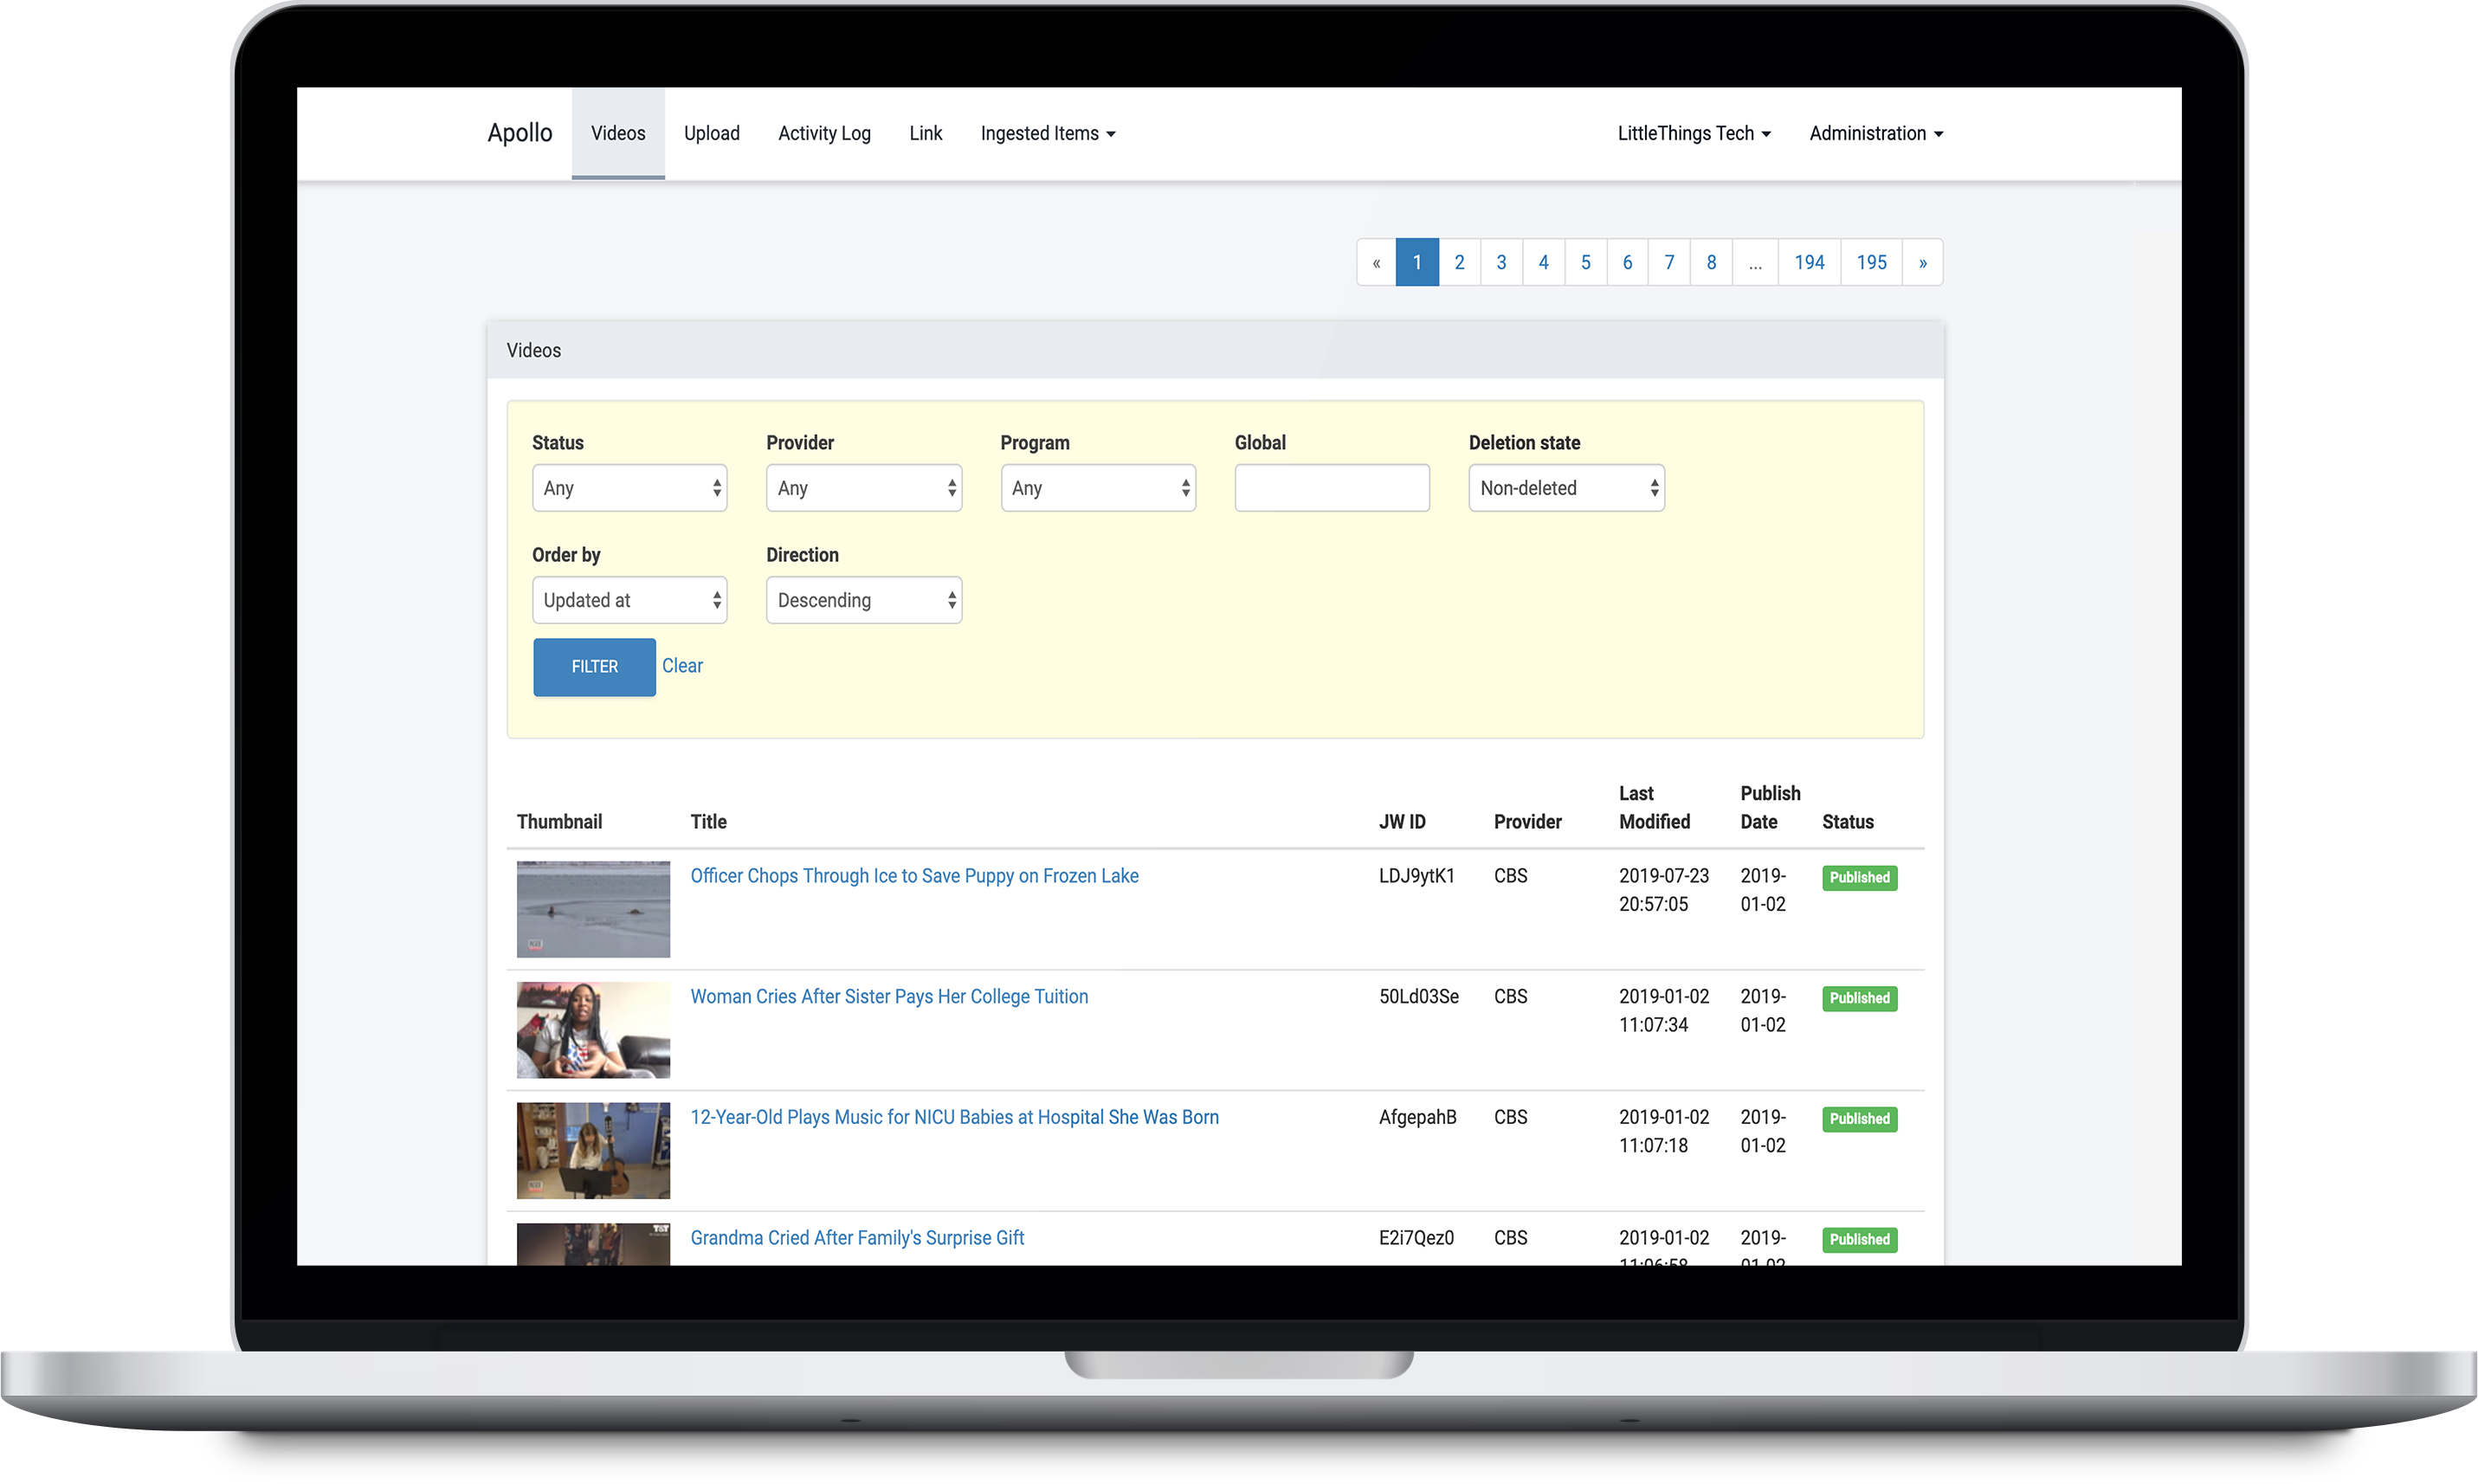 Apollo Videos Upload Activity Log Link Ingested Items LittleThings Tech Administration
« 1 2 3 4 5 6 7 8 ... 194 195 »
Videos
Status Provider Program Global Deletion state
Any Any Any Non-deleted
Order by Direction
Updated at Descending
FILTER Clear
Last Publish
Thumbnail Title JW ID Provider Modified Date Status
Officer Chops Through Ice to Save Puppy on Frozen Lake LDJ9ytK1 CBS 2019-07-23 2019- Published
20:57:05 01-02
Woman Cries After Sister Pays Her College Tuition 50Ld03Se CBS 2019-01-02 2019- Published
11:07:34 01-02
12-Year-Old Plays Music for NICU Babies at Hospital She Was Born AfgepahB CBS 2019-01-02 2019- Published
11:07:18 01-02
Grandma Cried After Family's Surprise Gift E2i7Qez0 CBS 2019-01-02 2019- Published
11:06:58 01-02